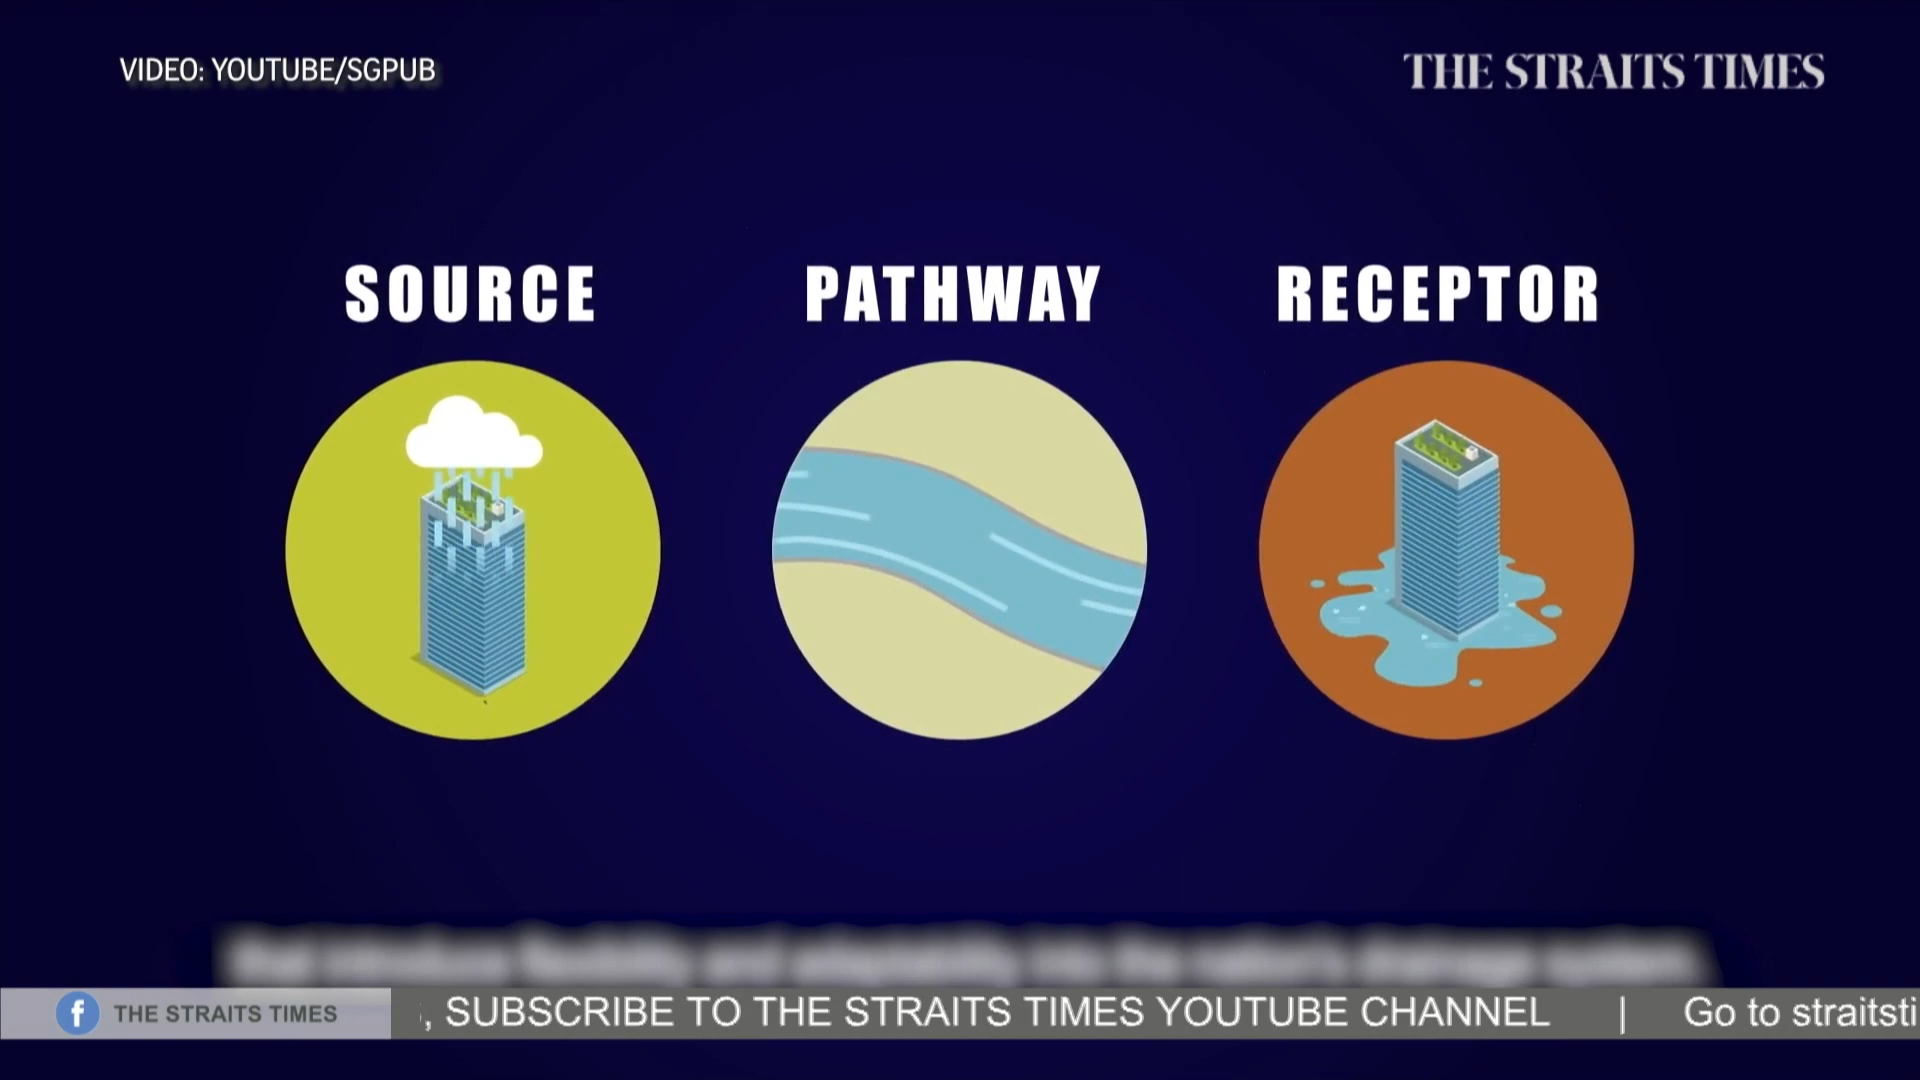 VIDEO: YOUTUBE/SGPUB
THE STRAITS TIMES
SOURCE
PATHWAY
RECEPTOR
THE STRAITS TIMES
, SUBSCRIBE TO THE STRAITS TIMES YOUTUBE CHANNEL | Go to straitsti